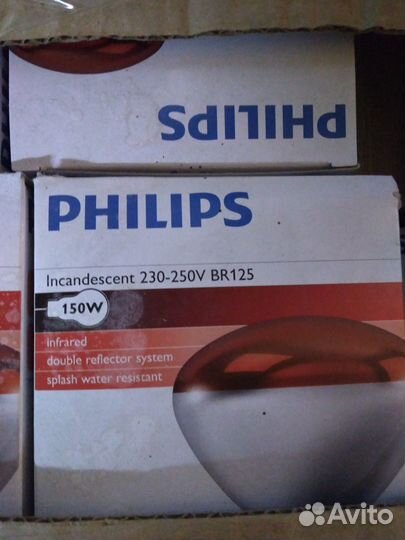 PHILIPS
PHILIPS
Incandescent 230-250V BR125
150W
infrared
double reflector system
splash water resistant
Avito